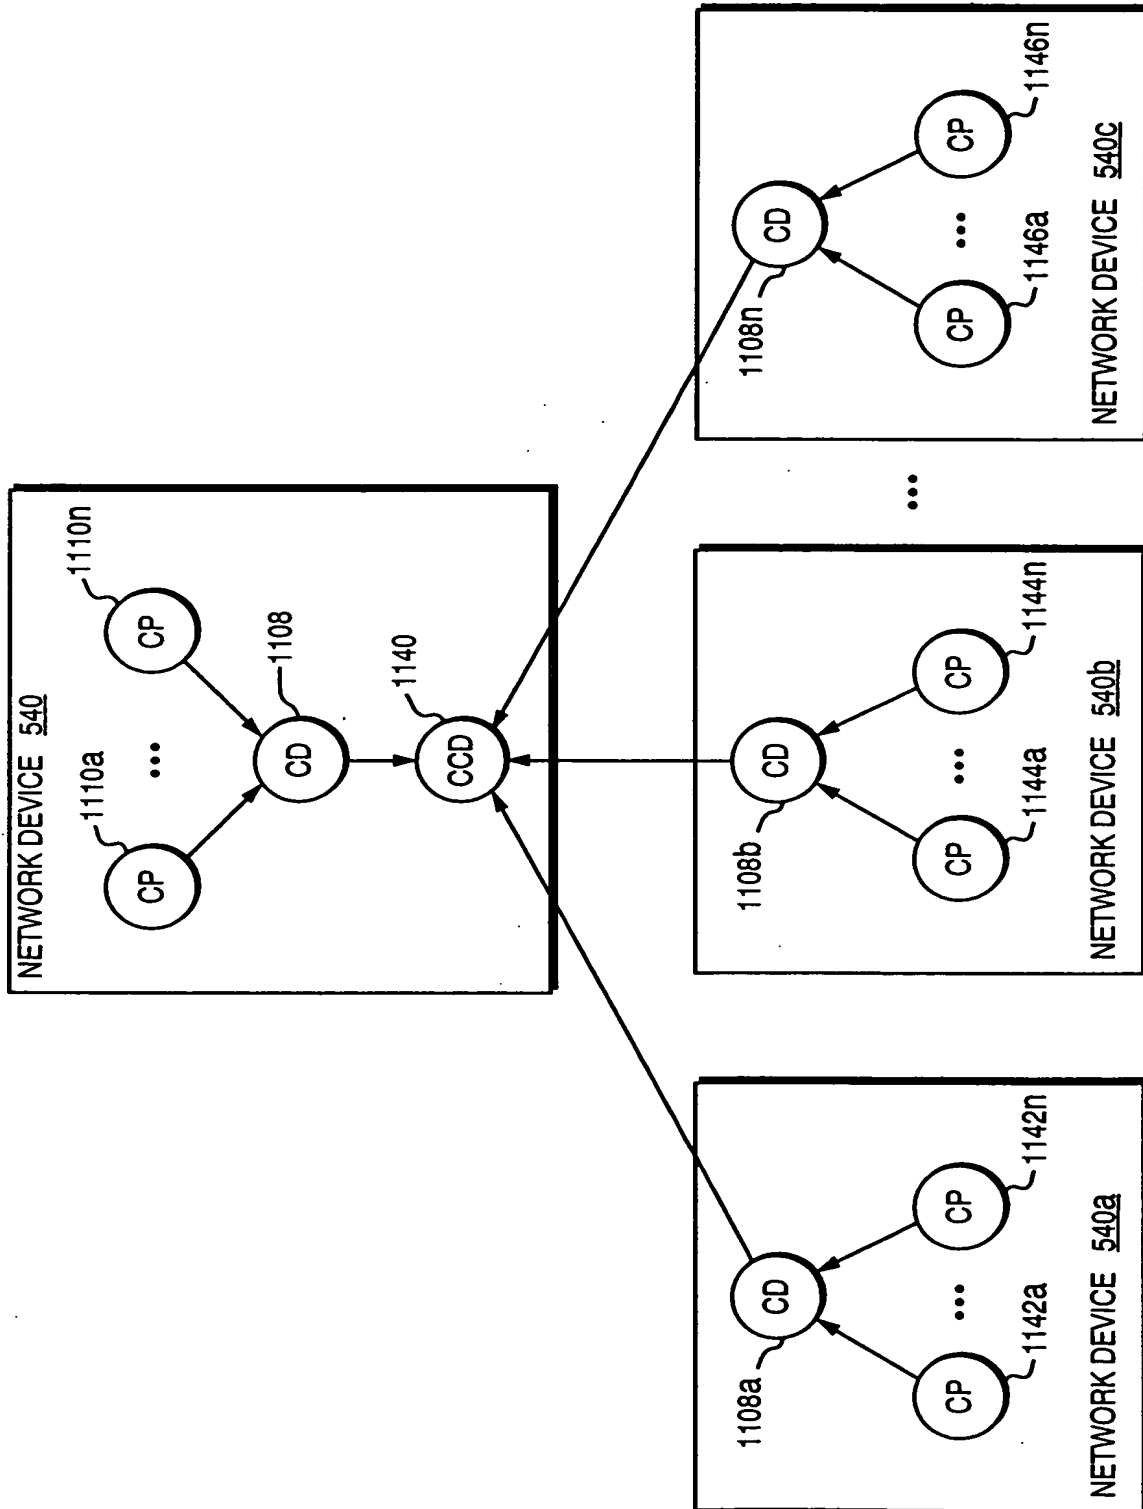 NETWORK DEVICE 540
1110a
1110n
CP
...
CP
CD
1108
CCD
1140
1108a
CD
CP
...
CP
1142a
1142n
NETWORK DEVICE 540a
1108b
CD
CP
...
CP
1144a
1144n
NETWORK DEVICE 540b
...
1108n
CD
CP
...
CP
1146a
1146n
NETWORK DEVICE 540c